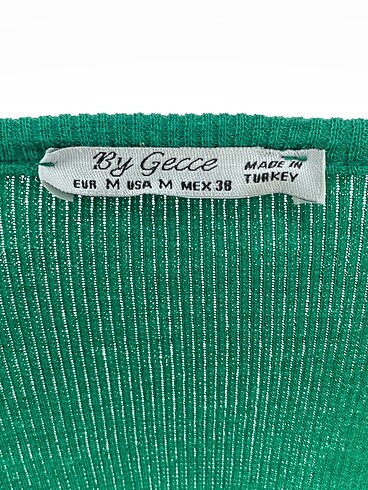 By Gecce
EUR M USA M MEX 38
MADE IN
TURKEY